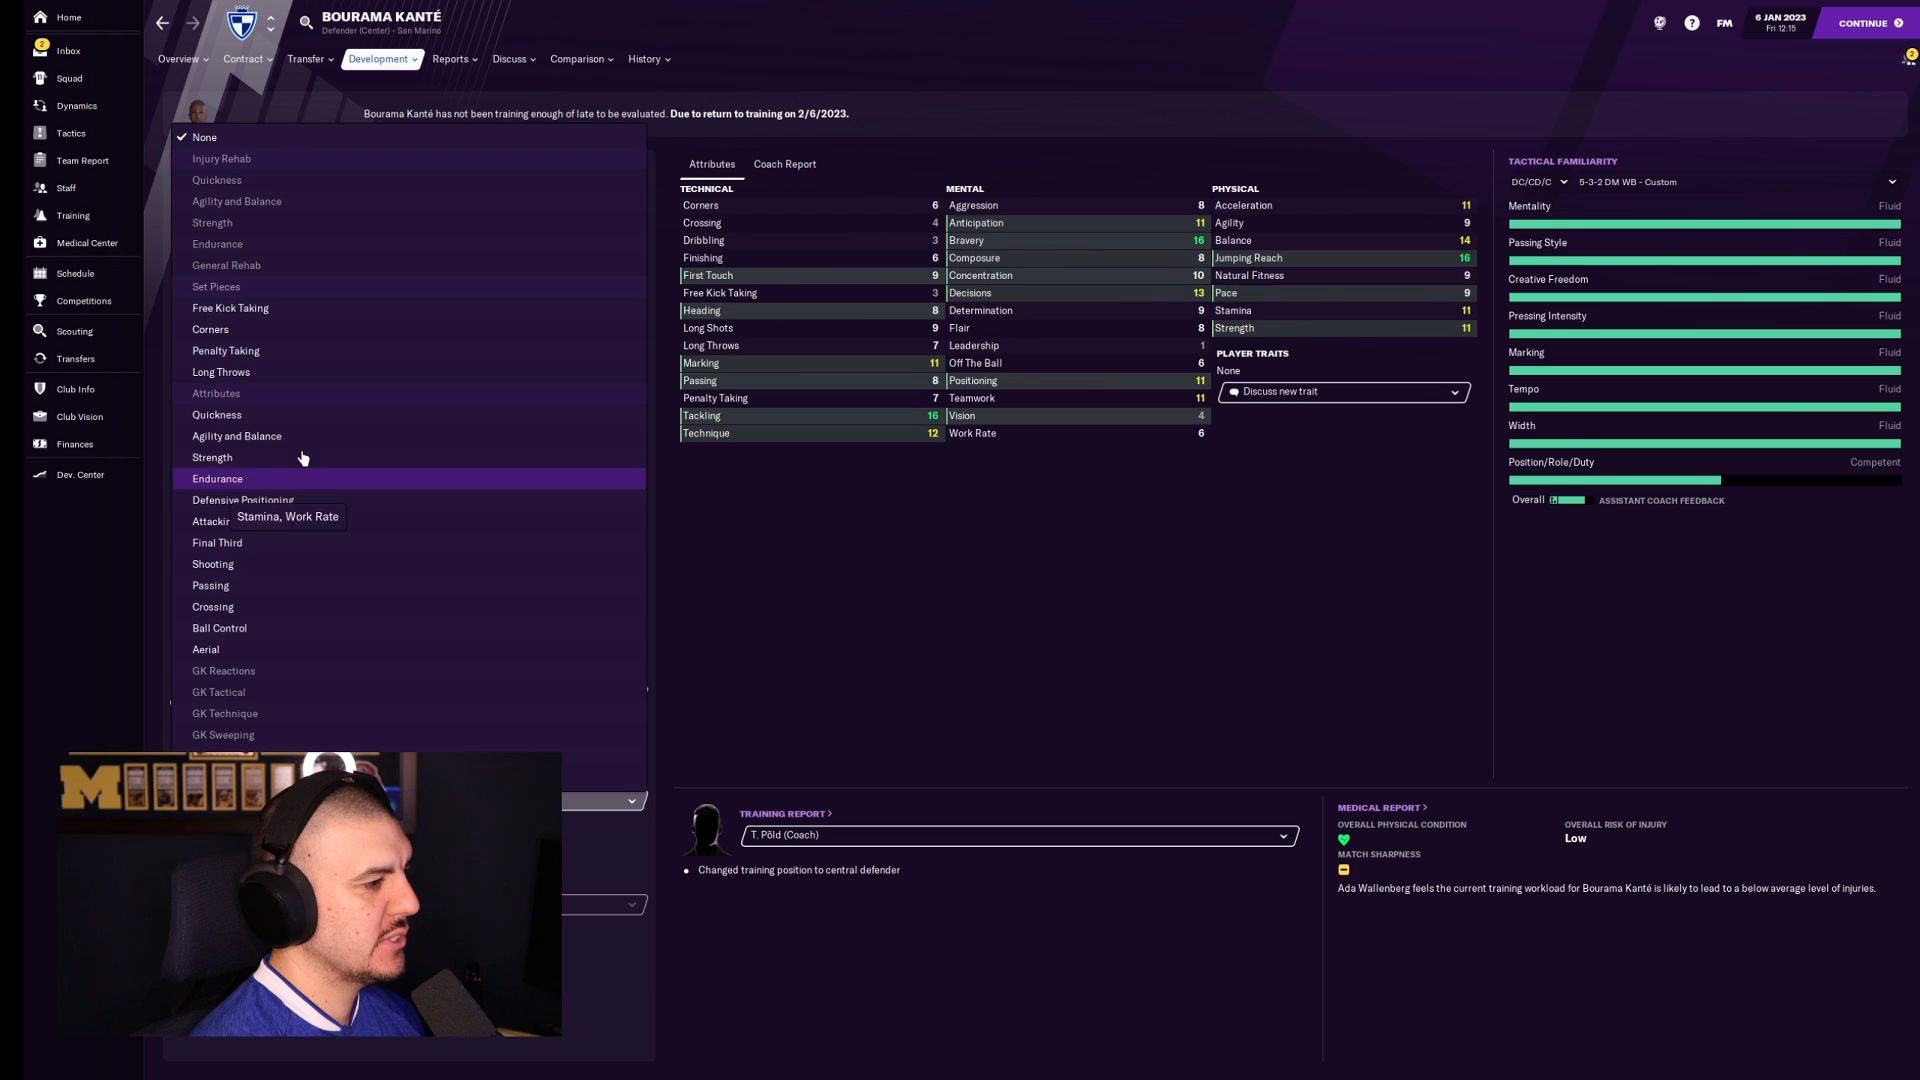 Home
BOURAMA KANTÉ
Defender (Center) - San Marino
FM
6 JAN 2023
Fri 12:15
CONTINUE
2
Inbox
Squad
Dynamics
Tactics
Team Report
Staff
Training
Medical Center
Schedule
Competitions
Scouting
Transfers
Club Info
Club Vision
Finances
Dev. Center
Overview
Contract
Transfer
Development
Reports
Discuss
Comparison
History
2
Bourama Kanté has not been training enough of late to be evaluated. Due to return to training on 2/6/2023.
None
Injury Rehab
Quickness
Agility and Balance
Strength
Endurance
General Rehab
Set Pieces
Free Kick Taking
Corners
Penalty Taking
Long Throws
Attributes
Quickness
Agility and Balance
Strength
Endurance
Defensive Positioning
Stamina, Work Rate
Final Third
Shooting
Passing
Crossing
Ball Control
Aerial
GK Reactions
GK Tactical
GK Technique
GK Sweeping
Attributes
Coach Report
TECHNICAL
Corners 6
Crossing 4
Dribbling 3
Finishing 6
First Touch 9
Free Kick Taking 3
Heading 8
Long Shots 9
Long Throws 7
Marking 11
Passing 8
Penalty Taking 7
Tackling 16
Technique 12
MENTAL
Aggression 8
Anticipation 11
Bravery 16
Composure 8
Concentration 10
Decisions 13
Determination 9
Flair 8
Leadership 1
Off The Ball 6
Positioning 11
Teamwork 11
Vision 4
Work Rate 6
PHYSICAL
Acceleration 11
Agility 9
Balance 14
Jumping Reach 16
Natural Fitness 9
Pace 9
Stamina 11
Strength 11
PLAYER TRAITS
None
Discuss new trait
TACTICAL FAMILIARITY
DC/CD/C
5-3-2 DM WB - Custom
Mentality Fluid
Passing Style Fluid
Creative Freedom Fluid
Pressing Intensity Fluid
Marking Fluid
Tempo Fluid
Width Fluid
Position/Role/Duty Competent
Overall
ASSISTANT COACH FEEDBACK
TRAINING REPORT
T. Põld (Coach)
Changed training position to central defender
MEDICAL REPORT
OVERALL PHYSICAL CONDITION
OVERALL RISK OF INJURY
Low
MATCH SHARPNESS
Ada Wallenberg feels the current training workload for Bourama Kanté is likely to lead to a below average level of injuries.
M